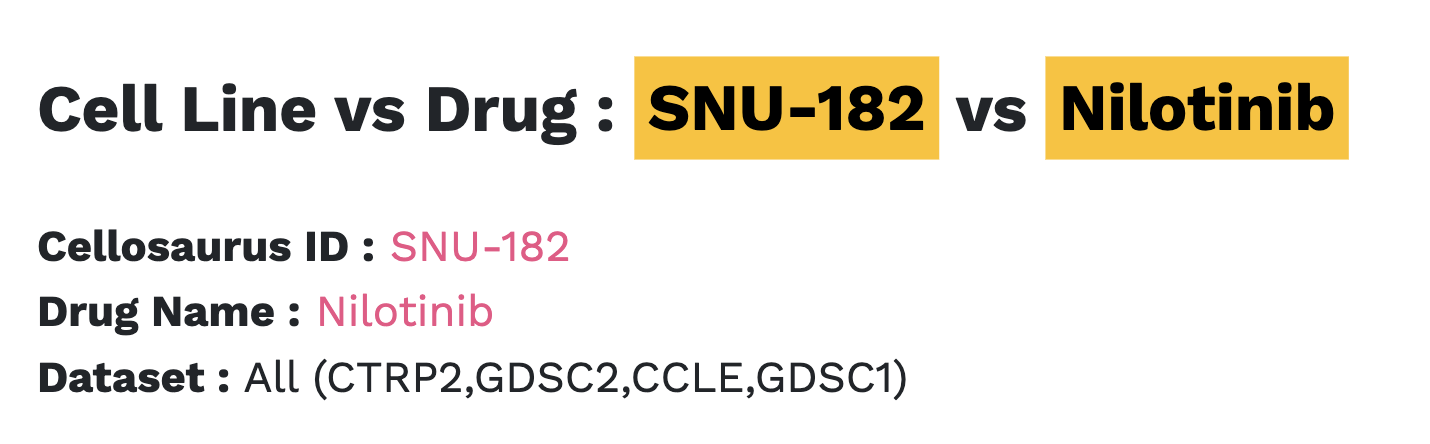 Cell Line vs Drug : SNU-182 vs Nilotinib
Cellosaurus ID : SNU-182
Drug Name : Nilotinib
Dataset : All (CTRP2,GDSC2,CCLE,GDSC1)